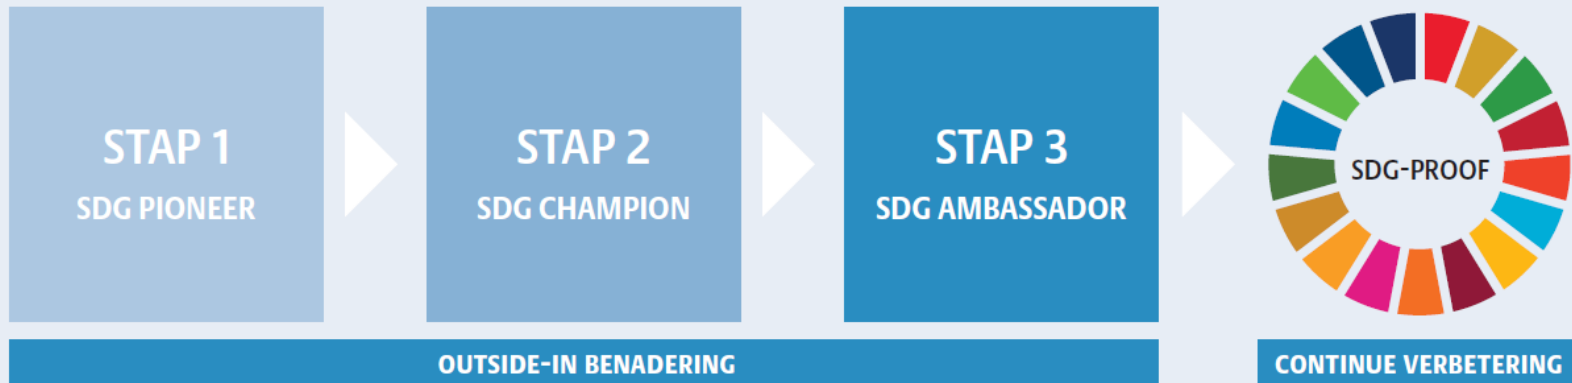 STAP 1
SDG PIONEER
STAP 2
SDG CHAMPION
STAP 3
SDG AMBASSADOR
SDG-PROOF
OUTSIDE-IN BENADERING
CONTINUE VERBETERING